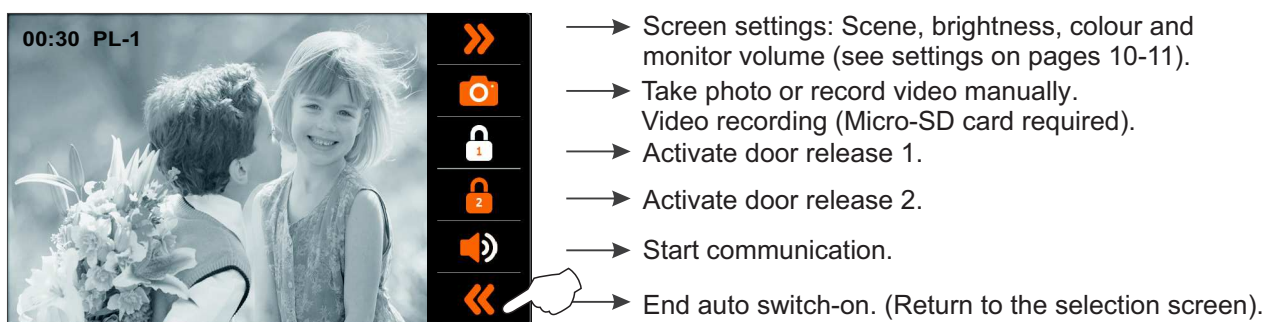 00:30 PL-1
Screen settings: Scene, brightness, colour and
monitor volume (see settings on pages 10-11).
Take photo or record video manually.
Video recording (Micro-SD card required).
1
Activate door release 1.
2
Activate door release 2.
Start communication.
End auto switch-on. (Return to the selection screen).